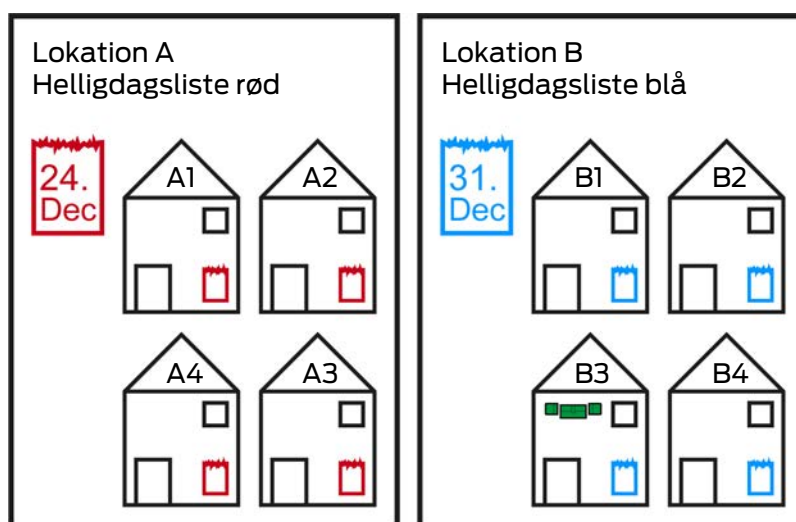 Lokation A
Helligdagsliste rød
24.
Dec
A1
A2
A4
A3
Lokation B
Helligdagsliste blå
31.
Dec
B1
B2
B3
B4